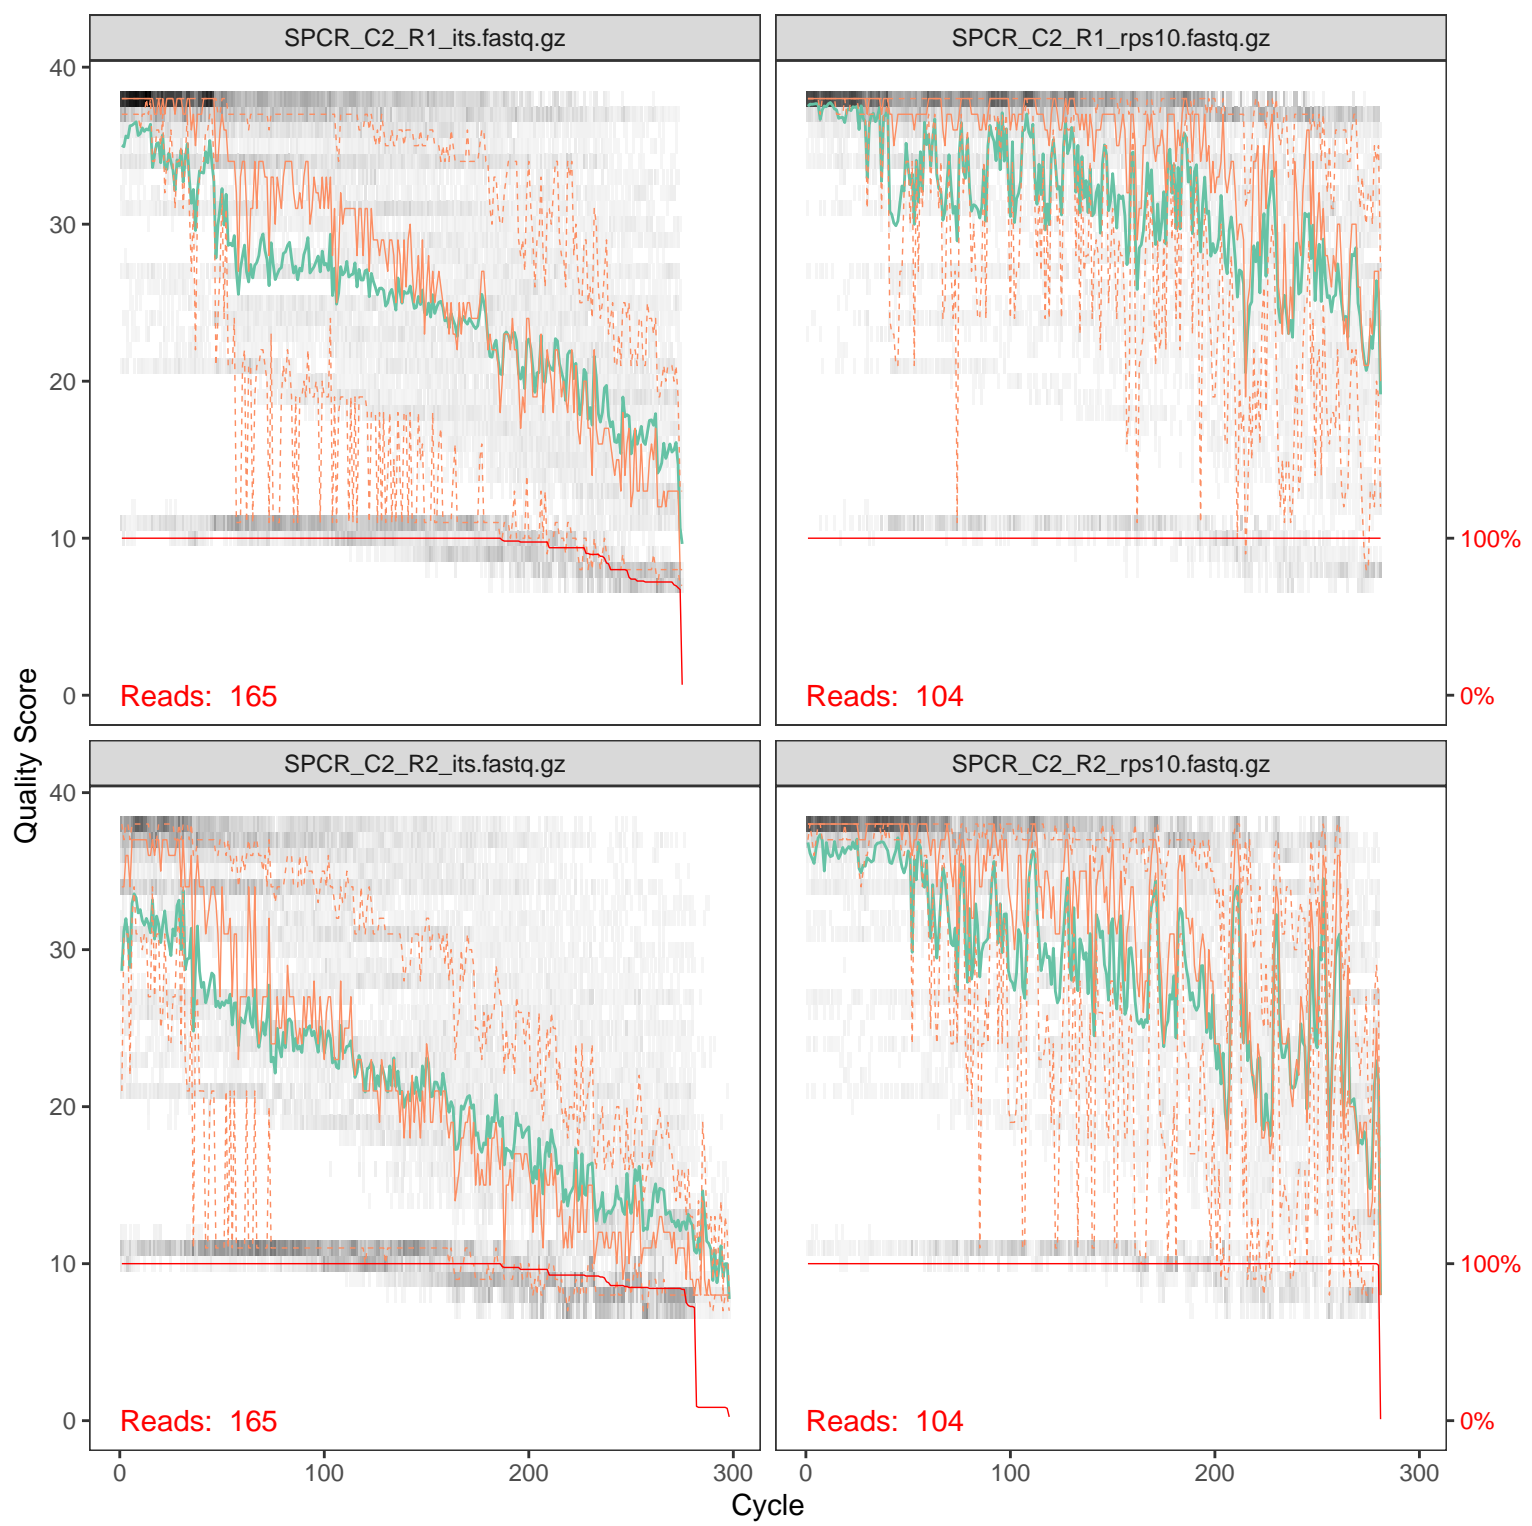 SPCR_C2_R1_its.fastq.gz
SPCR_C2_R1_rps10.fastq.gz
40
30
20
10
0
100%
0%
Reads: 165
Reads: 104
Quality Score
SPCR_C2_R2_its.fastq.gz
SPCR_C2_R2_rps10.fastq.gz
40
30
20
10
0
100%
0%
Reads: 165
Reads: 104
0 100 200 300
0 100 200 300
Cycle